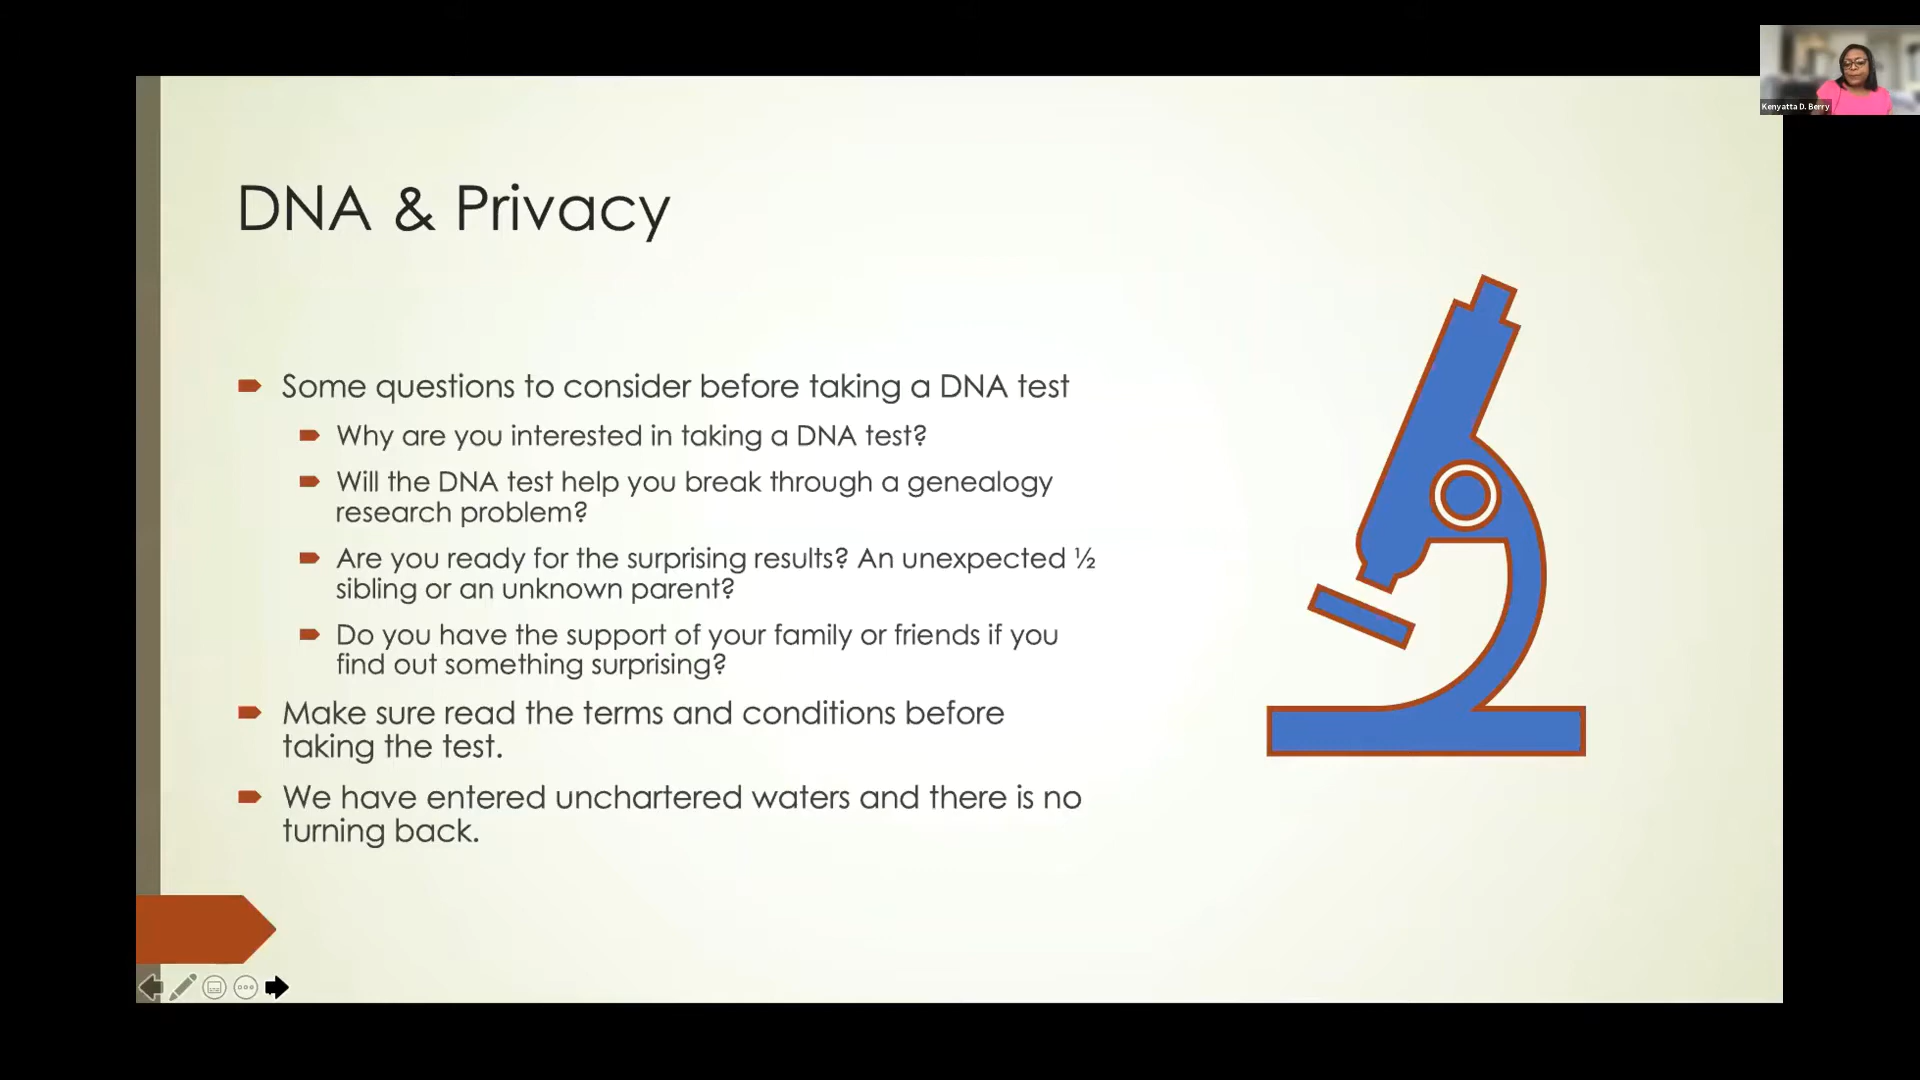 Kenyatta D. Berry
DNA & Privacy
Some questions to consider before taking a DNA test
Why are you interested in taking a DNA test?
Will the DNA test help you break through a genealogy
research problem?
Are you ready for the surprising results? An unexpected ½
sibling or an unknown parent?
Do you have the support of your family or friends if you
find out something surprising?
Make sure read the terms and conditions before
taking the test.
We have entered unchartered waters and there is no
turning back.